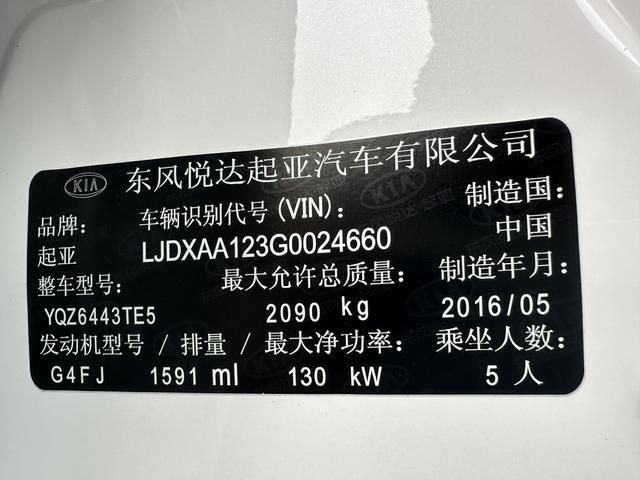 KIA 东风悦达起亚汽车有限公司
品牌： 车辆识别代号(VIN)： 制造国：
起亚 LJDXAA123G0024660 中国
整车型号： 最大允许总质量： 制造年月：
YQZ6443TE5 2090 kg 2016/05
发动机型号 / 排量 / 最大净功率： 乘坐人数：
G4FJ 1591 ml 130 kW 5 人